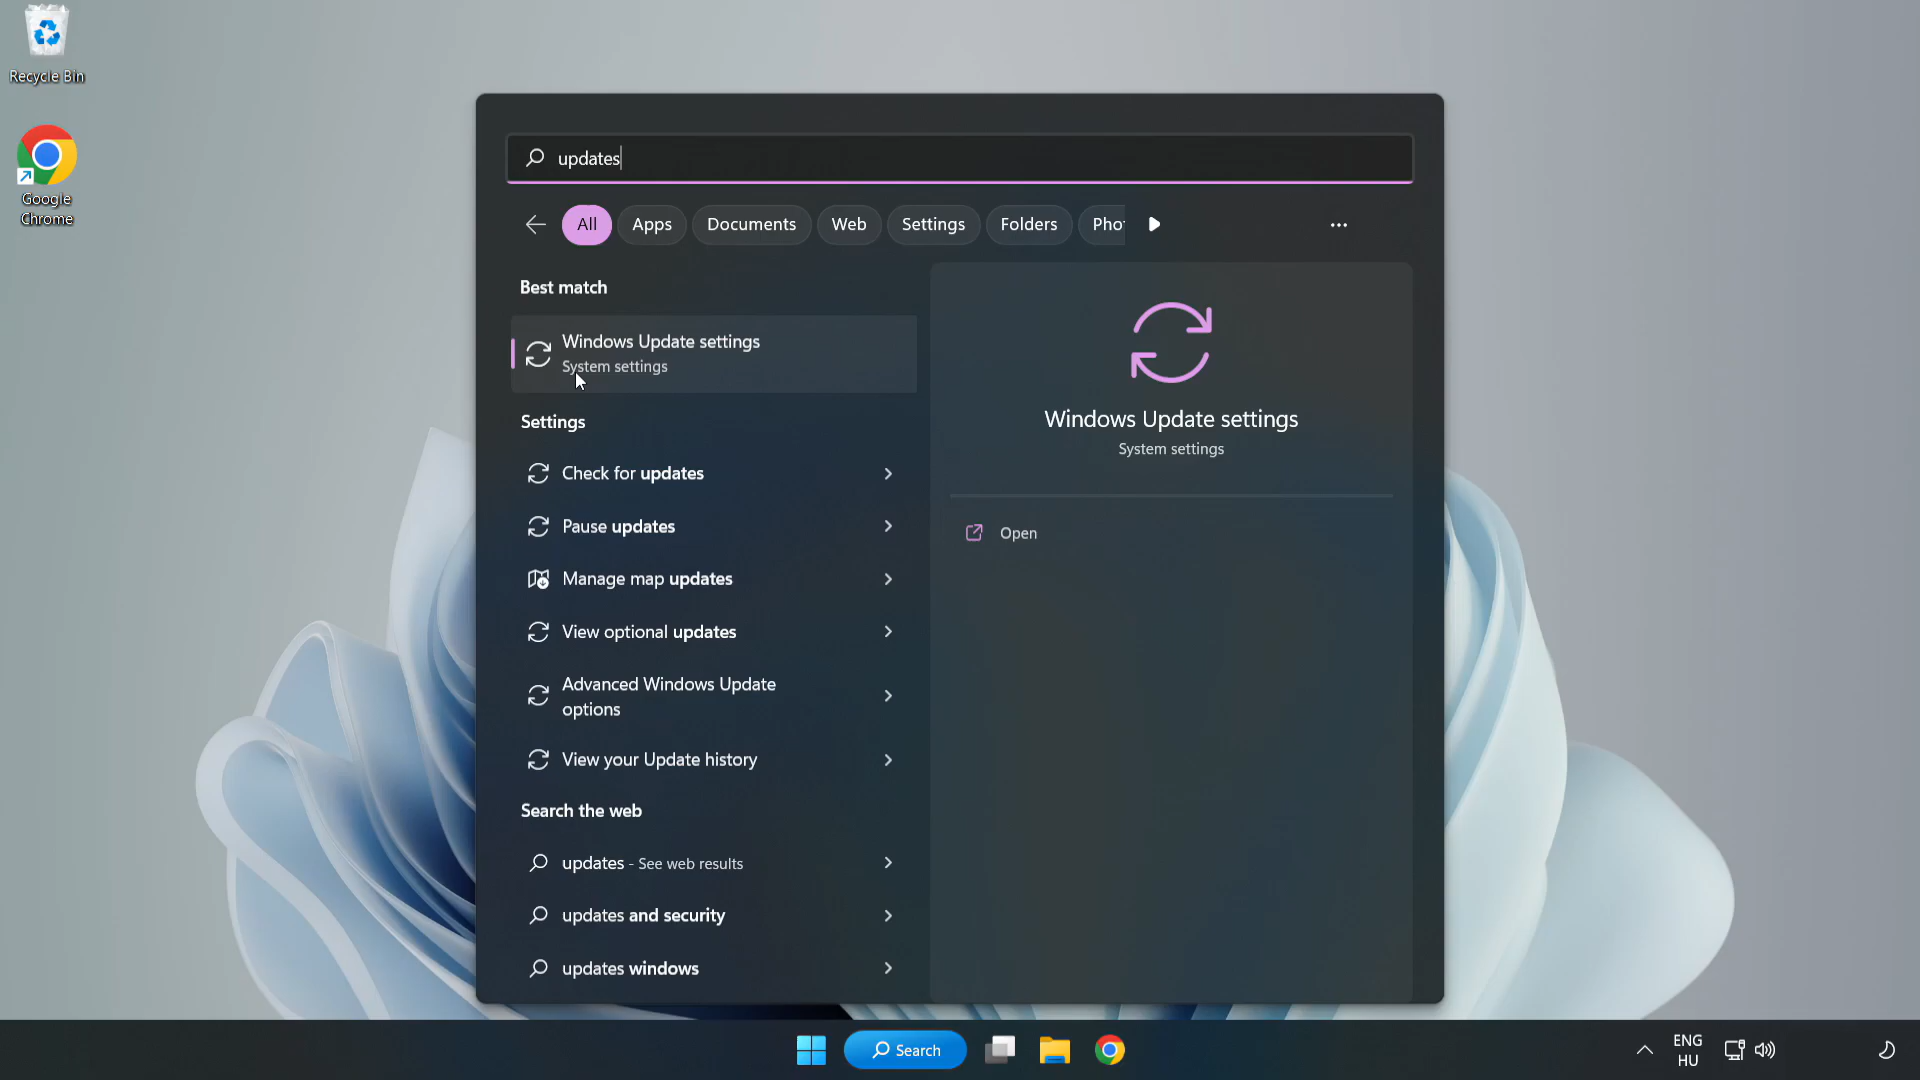 Recycle Bin
Google
Chrome
updates
All
Apps
Documents
Web
Settings
Folders
Best match
Windows Update settings
System settings
Settings
Check for updates
Pause updates
Manage map updates
View optional updates
Advanced Windows Update
options
View your Update history
Search the web
updates - See web results
updates and security
updates windows
Windows Update settings
System settings
Open
Search
ENG
HU